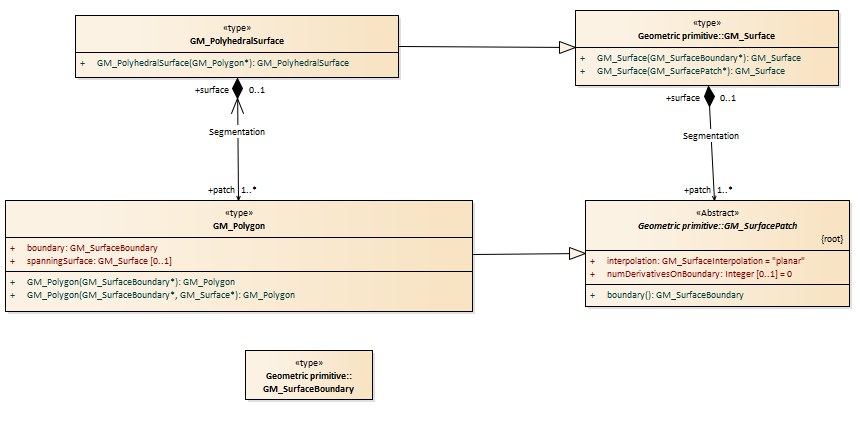 «type»
GM_PolyhedralSurface
+ GM_PolyhedralSurface(GM_Polygon*): GM_PolyhedralSurface
«type»
Geometric primitive::GM_Surface
+ GM_Surface(GM_SurfaceBoundary*): GM_Surface
+ GM_Surface(GM_SurfacePatch*): GM_Surface
+surface 0..1
Segmentation
+patch 1..*
+surface 0..1
Segmentation
+patch 1..*
«type»
GM_Polygon
+ boundary: GM_SurfaceBoundary
+ spanningSurface: GM_Surface [0..1]
+ GM_Polygon(GM_SurfaceBoundary*): GM_Polygon
+ GM_Polygon(GM_SurfaceBoundary*, GM_Surface*): GM_Polygon
«Abstract»
Geometric primitive::GM_SurfacePatch
{root}
+ interpolation: GM_SurfaceInterpolation = "planar"
+ numDerivativesOnBoundary: Integer [0..1] = 0
+ boundary(): GM_SurfaceBoundary
«type»
Geometric primitive::
GM_SurfaceBoundary